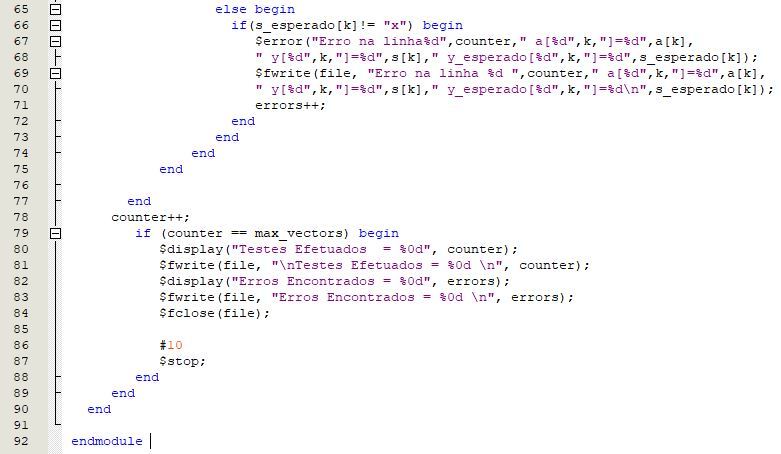 65 else begin
66 if(s_esperado[k]!= "x") begin
67 $error("Erro na linha%d",counter," a[%d",k,"]=%d",a[k],
68 " y[%d",k,"]=%d",s[k]," y_esperado[%d",k,"]=%d",s_esperado[k]);
69 $fwrite(file, "Erro na linha %d ",counter," a[%d",k,"]=%d",a[k],
70 " y[%d",k,"]=%d",s[k]," y_esperado[%d",k,"]=%d\n",s_esperado[k]);
71 errors++;
72 end
73 end
74 end
75 end
76
77 end
78 counter++;
79 if (counter == max_vectors) begin
80 $display("Testes Efetuados  = %0d", counter);
81 $fwrite(file, "\nTestes Efetuados = %0d \n", counter);
82 $display("Erros Encontrados = %0d", errors);
83 $fwrite(file, "Erros Encontrados = %0d \n", errors);
84 $fclose(file);
85
86 #10
87 $stop;
88 end
89 end
90 end
91
92 endmodule